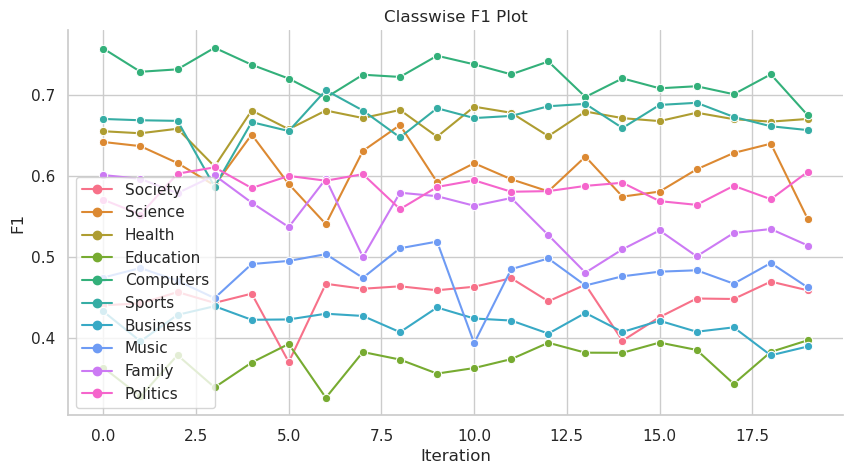 Classwise F1 Plot
F1
0.7
0.6
0.5
0.4
Society
Science
Health
Education
Computers
Sports
Business
Music
Family
Politics
0.0 2.5 5.0 7.5 10.0 12.5 15.0 17.5
Iteration